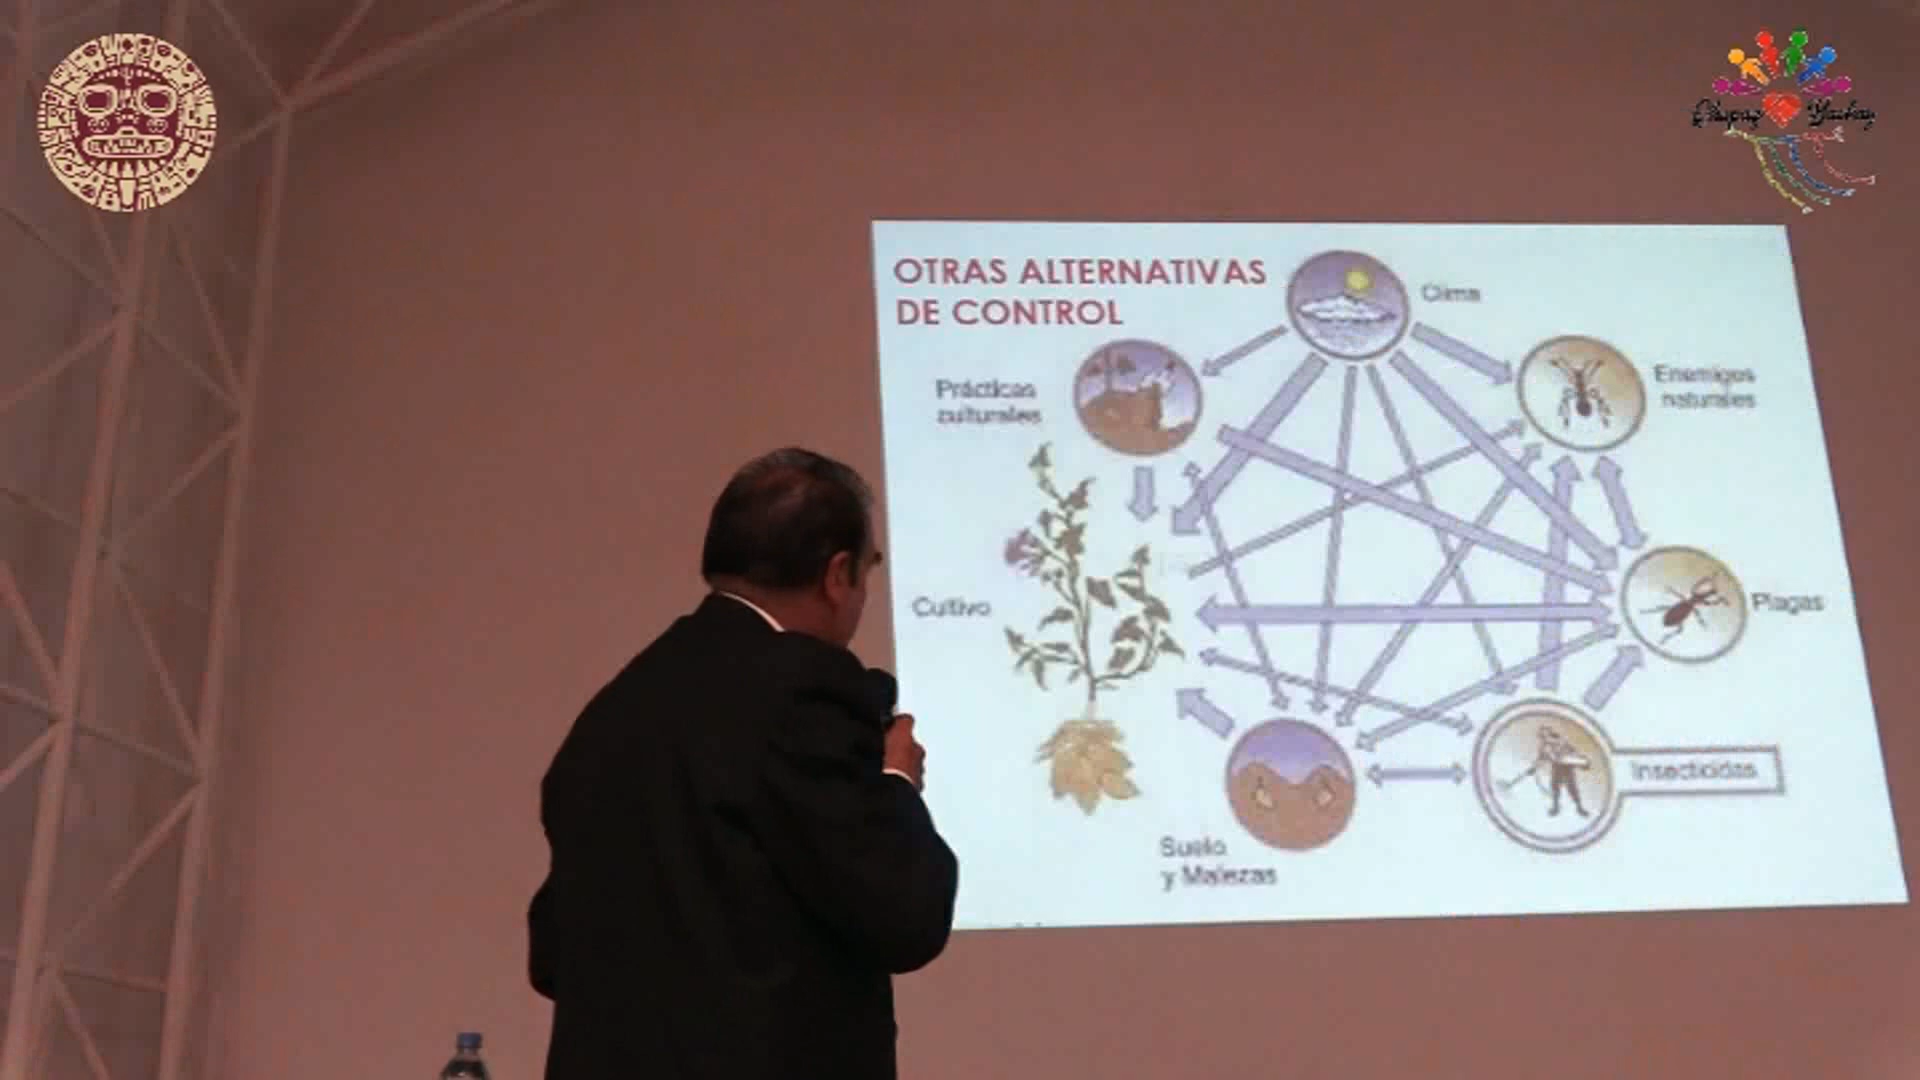 OTRAS ALTERNATIVAS
DE CONTROL
Clima
Prácticas
culturales
Enemigos
naturales
Cultivo
Plagas
Insecticidas
Suelo
y Malezas